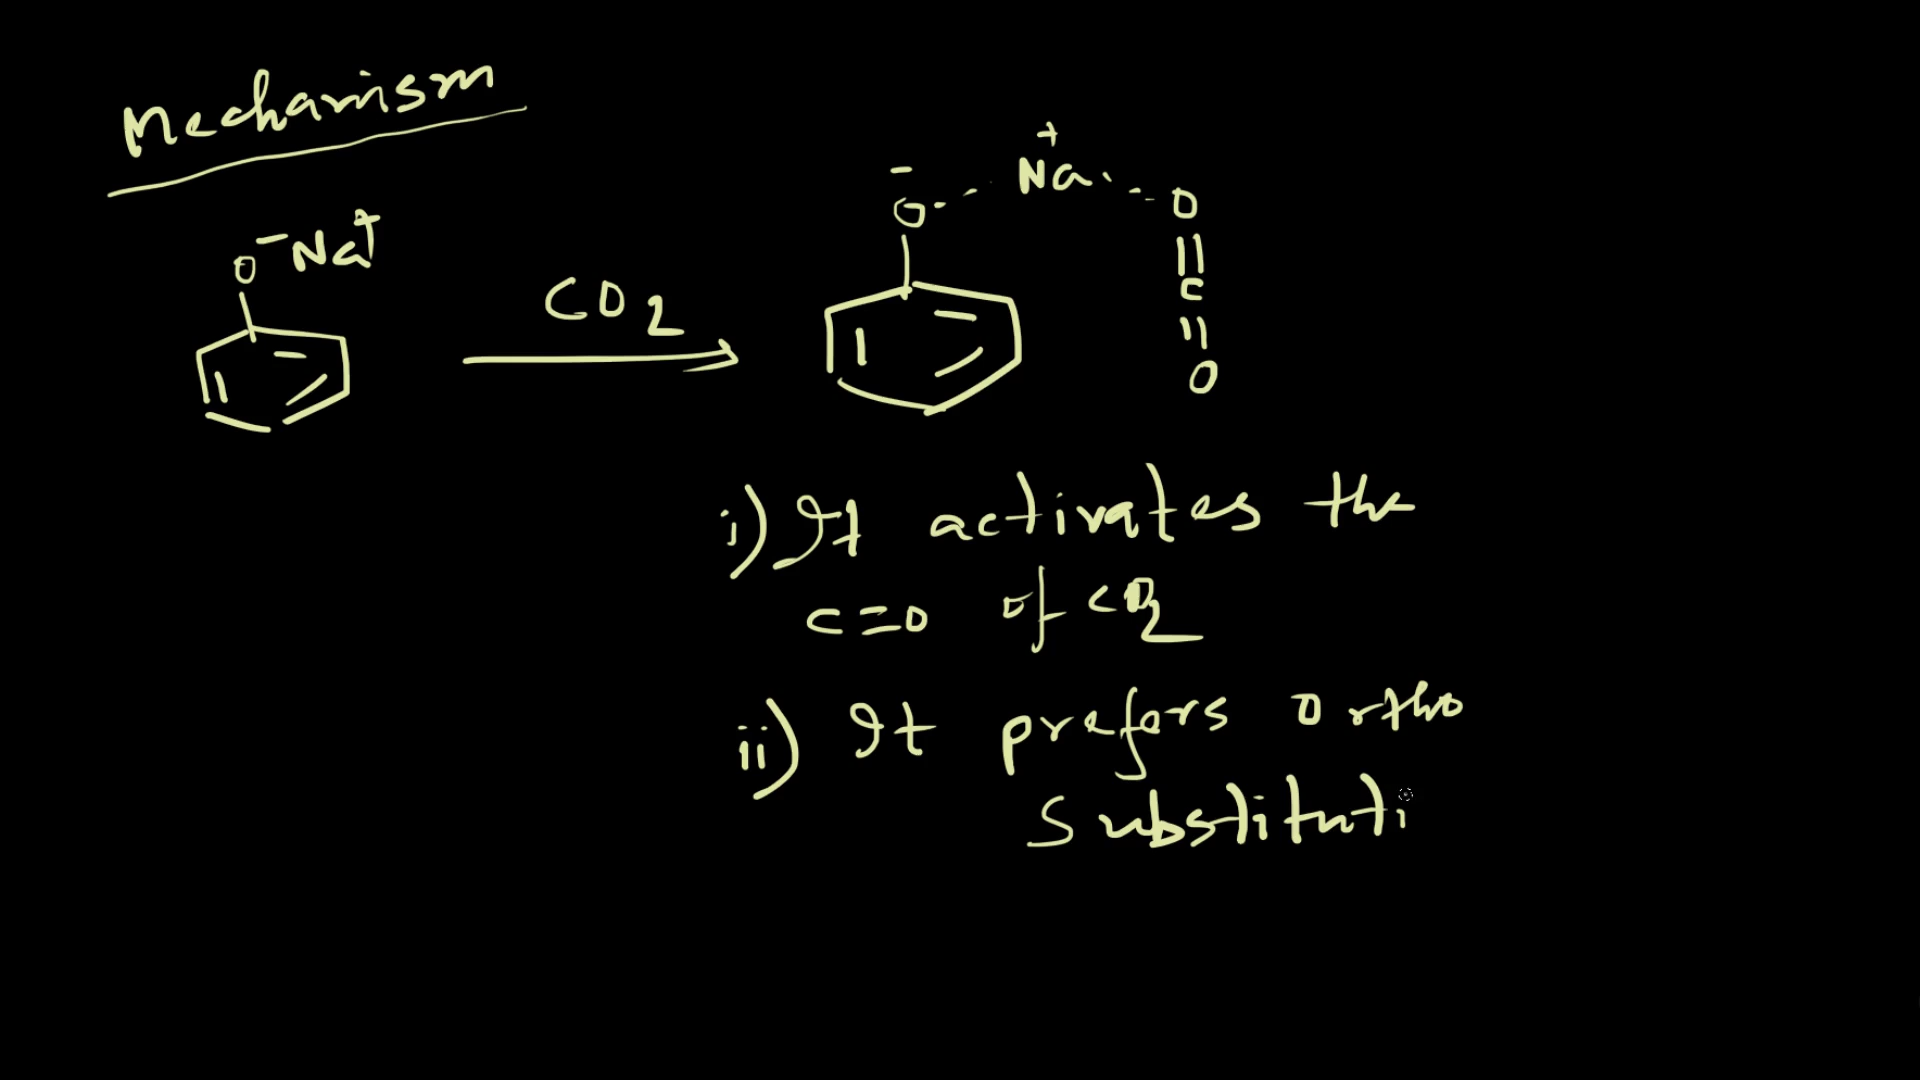 Mechanism
O⁻Na⁺
CO2
⁻O Na⁺ O
C
O
i) It activates the
C=O of CO2
ii) It prefers ortho
Substituti